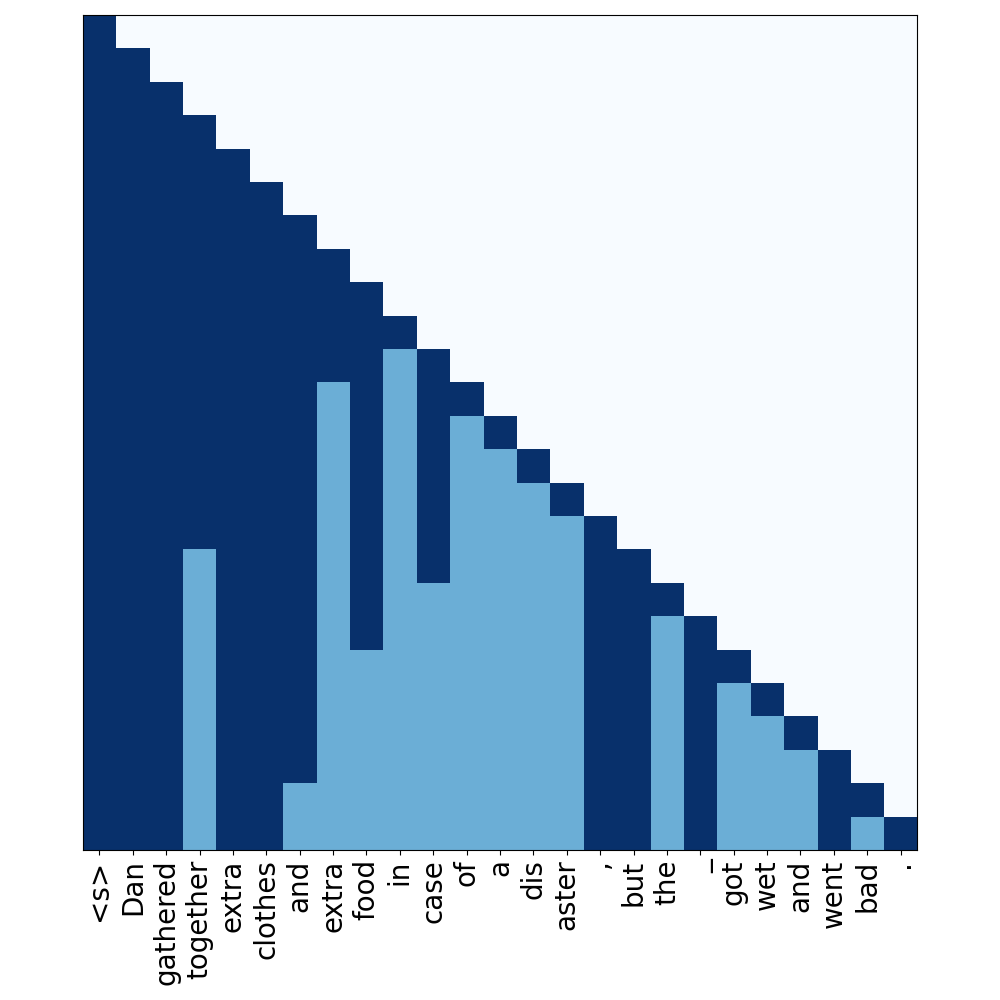 <s> Dan gathered together extra clothes and extra food in case of a dis aster , but the _ got wet and went bad .